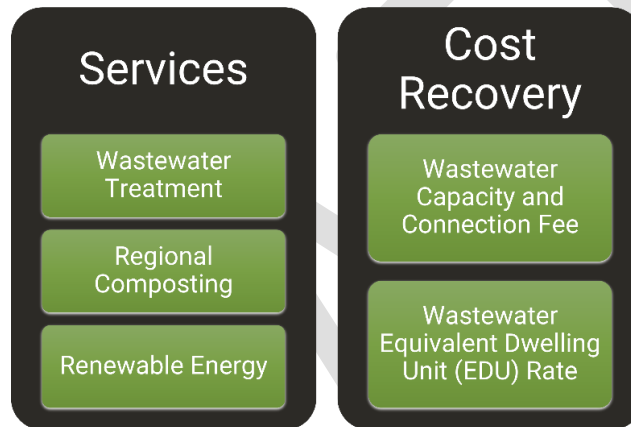 Services
Wastewater
Treatment
Regional
Composting
Renewable Energy
Cost
Recovery
Wastewater
Capacity and
Connection Fee
Wastewater
Equivalent Dwelling
Unit (EDU) Rate